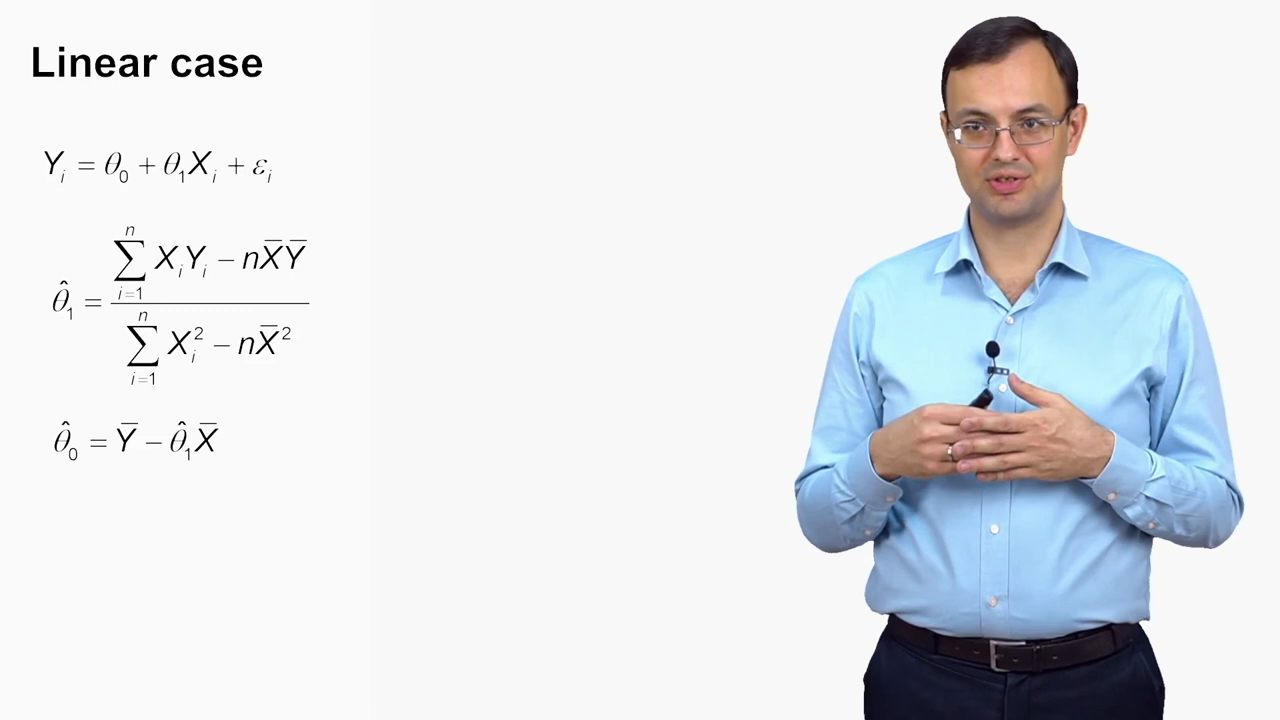 Linear case
Yᵢ = θ₀ + θ₁Xᵢ + εᵢ
θ̂₁ = (∑ᵢ₌₁ⁿ XᵢYᵢ − nX̄Ȳ) / (∑ᵢ₌₁ⁿ Xᵢ² − nX̄²)
θ̂₀ = Ȳ − θ̂₁X̄